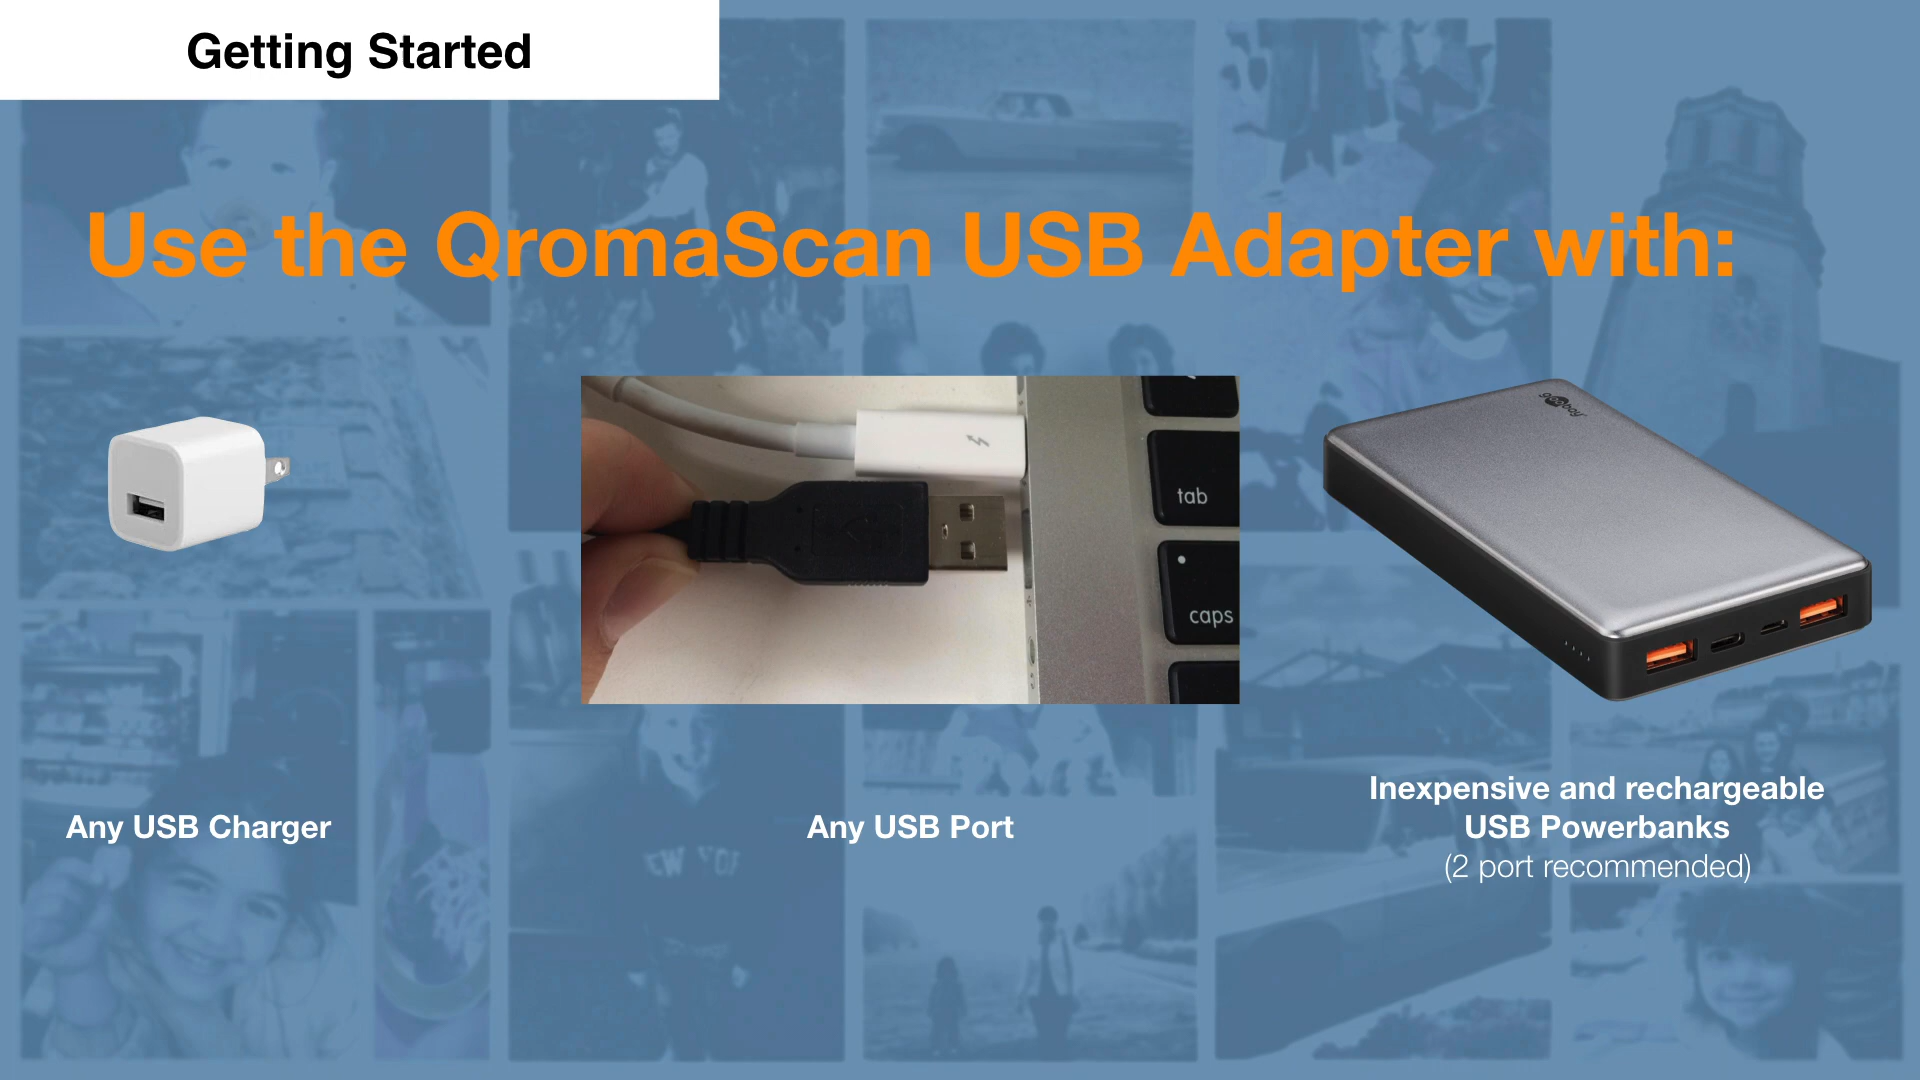 Getting Started
Use the QromaScan USB Adapter with:
goobay
tab
caps
Any USB Charger
Any USB Port
Inexpensive and rechargeable
USB Powerbanks
(2 port recommended)